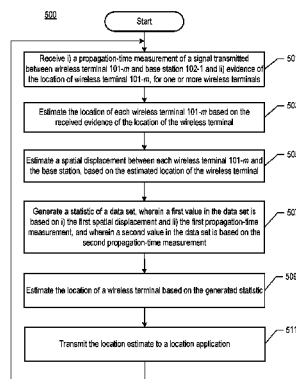 500
Start
Receive i) a propagation-time measurement of a signal transmitted
between wireless terminal 101-m and base station 102-1 and ii) evidence
of the location of wireless terminal 101-m, for one or more wireless terminals
501
Estimate the location of each wireless terminal 101-m based on the
received evidence of the location of the wireless terminal
503
Estimate a spatial displacement between each wireless terminal 101-m and
the base station, based on the estimated location of the wireless terminal
505
Generate a statistic of a data set, wherein a first value in the data set is
based on i) the first spatial displacement and ii) the first propagation-time
measurement, and wherein a second value in the data set is based on the
second propagation-time measurement
507
Estimate the location of a wireless terminal based on the generated statistic
509
Transmit the location estimate to a location application
511